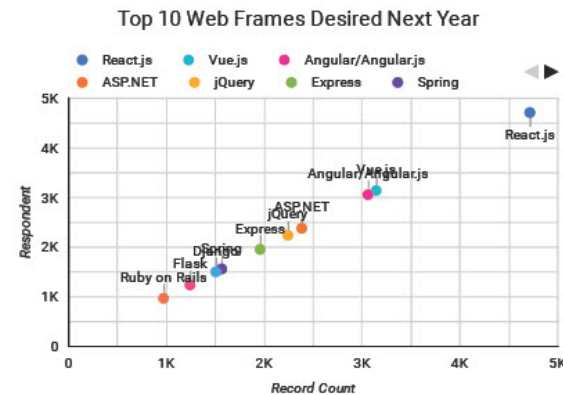 Top 10 Web Frames Desired Next Year
React.js Vue.js Angular/Angular.js
ASP.NET jQuery Express Spring
5K
React.js
4K
Vue.js
Angular/Angular.js
3K
ASP.NET
jQuery
Express
2K
Spring
Django
Flask
Ruby on Rails
1K
0
Respondent
0 1K 2K 3K 4K 5K
Record Count